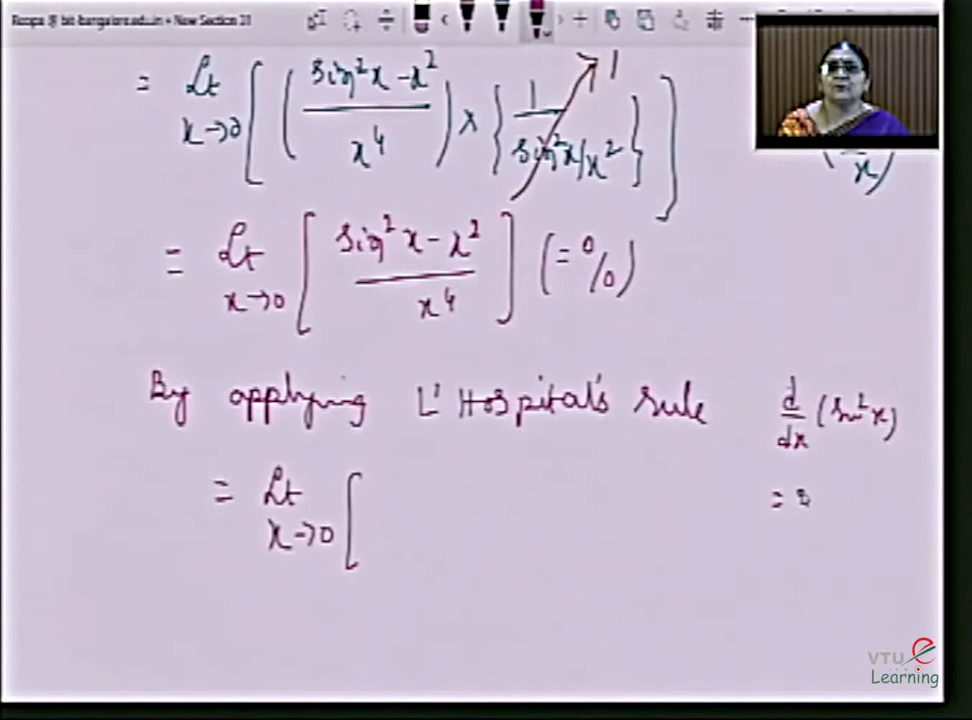 Roopa @ bit-bangalore.edu.in • New Section 31
= Lt x→0 [ ( sin²x - x² / x⁴ ) × { 1 / sin²x/x² } ] 1
x )
= Lt x→0 [ sin²x - x² / x⁴ ] (= 0/0)
By applying L' Hospital's rule
d/dx (sin²x)
= Lt x→0 [
=
VTU e
Learning